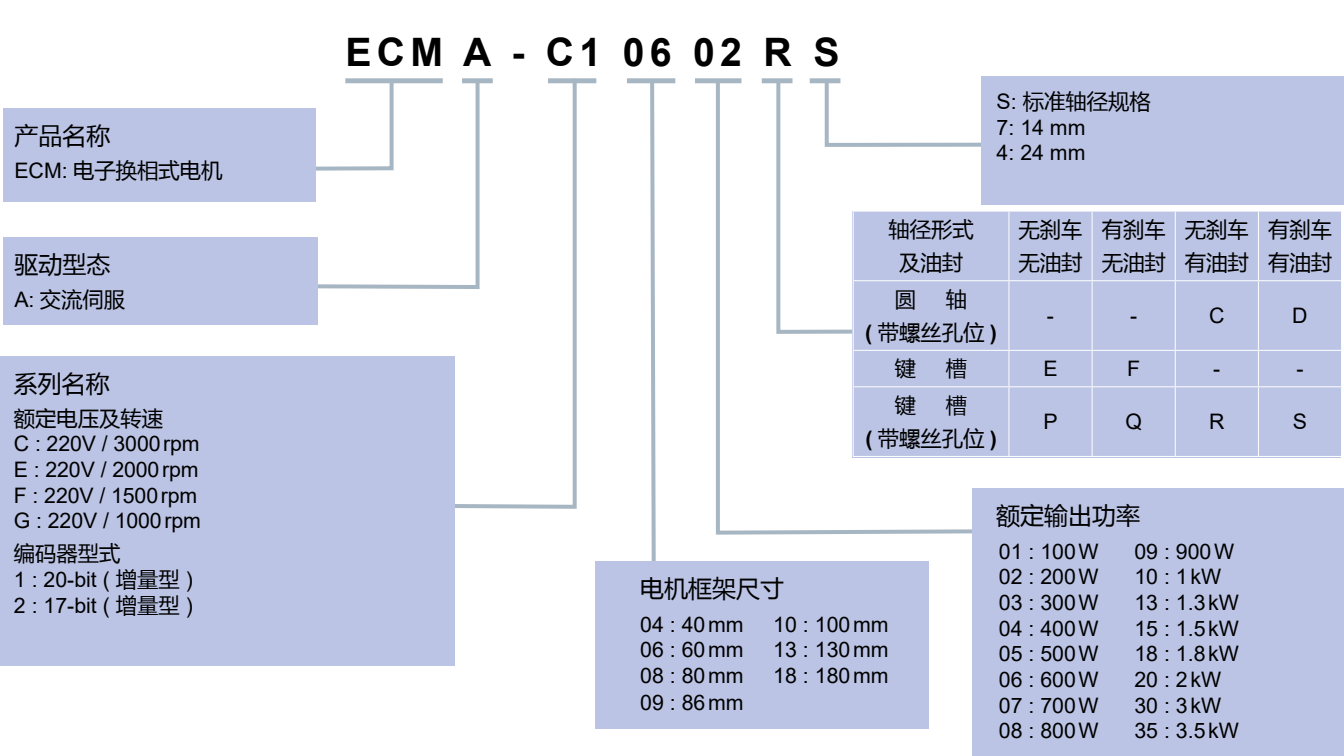 ECMA-C10602RS
产品名称
ECM: 电子换相式电机
驱动型态
A: 交流伺服
系列名称
额定电压及转速
C : 220V / 3000 rpm
E : 220V / 2000 rpm
F : 220V / 1500 rpm
G : 220V / 1000 rpm
编码器型式
1 : 20-bit ( 增量型 )
2 : 17-bit ( 增量型 )
S: 标准轴径规格
7: 14 mm
4: 24 mm
轴径形式 无刹车 有刹车 无刹车 有刹车
及油封 无油封 无油封 有油封 有油封
圆 轴
( 带螺丝孔位 ) - - C D
键 槽 E F - -
键 槽
( 带螺丝孔位 ) P Q R S
电机框架尺寸
04 : 40 mm 10 : 100 mm
06 : 60 mm 13 : 130 mm
08 : 80 mm 18 : 180 mm
09 : 86 mm
额定输出功率
01 : 100 W 09 : 900 W
02 : 200 W 10 : 1 kW
03 : 300 W 13 : 1.3 kW
04 : 400 W 15 : 1.5 kW
05 : 500 W 18 : 1.8 kW
06 : 600 W 20 : 2 kW
07 : 700 W 30 : 3 kW
08 : 800 W 35 : 3.5 kW